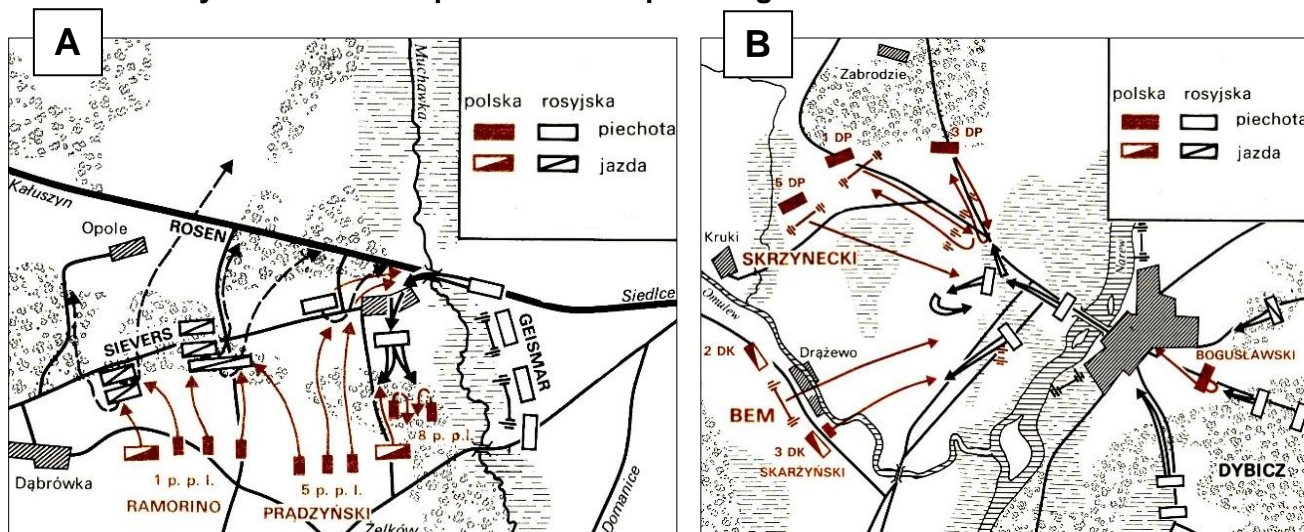 A
Muchawka
polska rosyjska
piechota
jazda
Kałuszyn
Opole
ROSEN
Siedlce
SIEVERS
GEISMAR
8 p. p.l.
Dąbrówka
1 p. p. l.
RAMORINO
5 p. p. l.
PRĄDZYŃSKI
Żelków
Domanice
B
Zabrodzie
polska rosyjska
piechota
jazda
1 DP
3 DP
5 DP
Kruki
SKRZYNECKI
Narew
Omulew
2 DK
Drążewo
BOGUSŁAWSKI
BEM
3 DK
SKARŻYŃSKI
DYBICZ